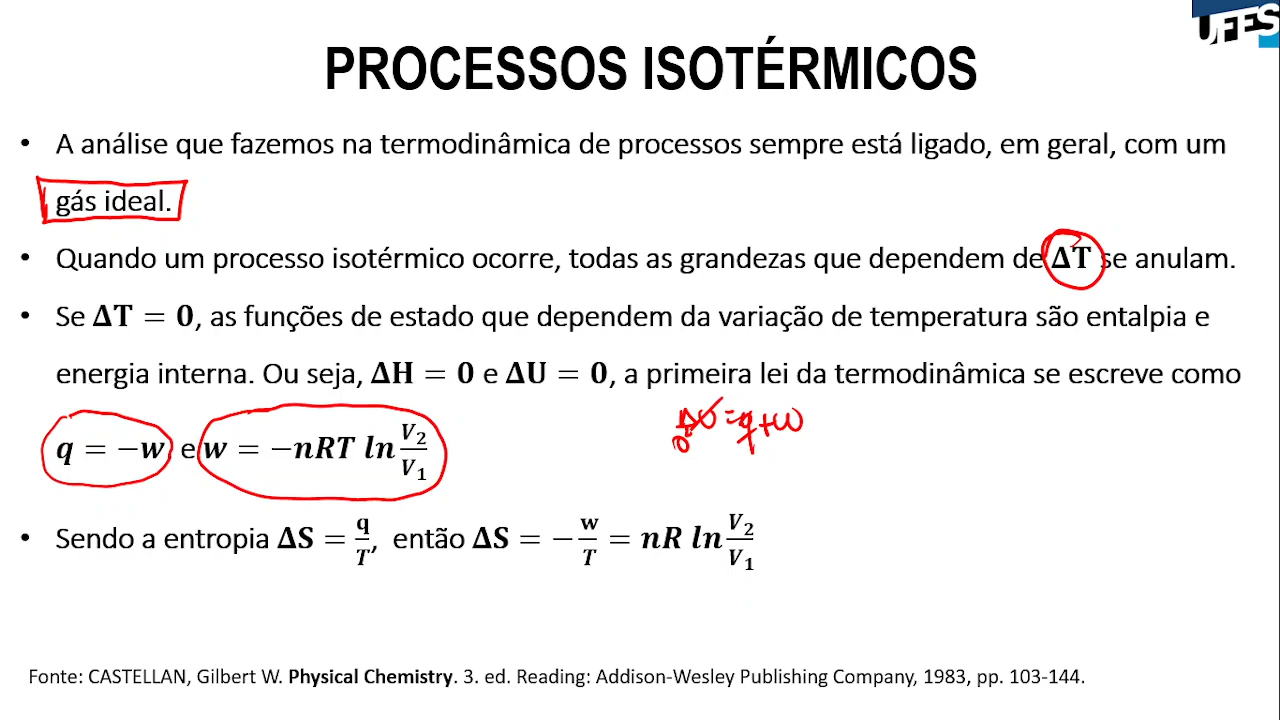 UFES
PROCESSOS ISOTÉRMICOS
• A análise que fazemos na termodinâmica de processos sempre está ligado, em geral, com um
gás ideal.
• Quando um processo isotérmico ocorre, todas as grandezas que dependem de ΔT se anulam.
• Se ΔT = 0, as funções de estado que dependem da variação de temperatura são entalpia e
energia interna. Ou seja, ΔH = 0 e ΔU = 0, a primeira lei da termodinâmica se escreve como
ΔU = q + w
0
q = −w e w = −nRT ln V₂/V₁
• Sendo a entropia ΔS = q/T, então ΔS = −w/T = nR ln V₂/V₁
Fonte: CASTELLAN, Gilbert W. Physical Chemistry. 3. ed. Reading: Addison-Wesley Publishing Company, 1983, pp. 103-144.